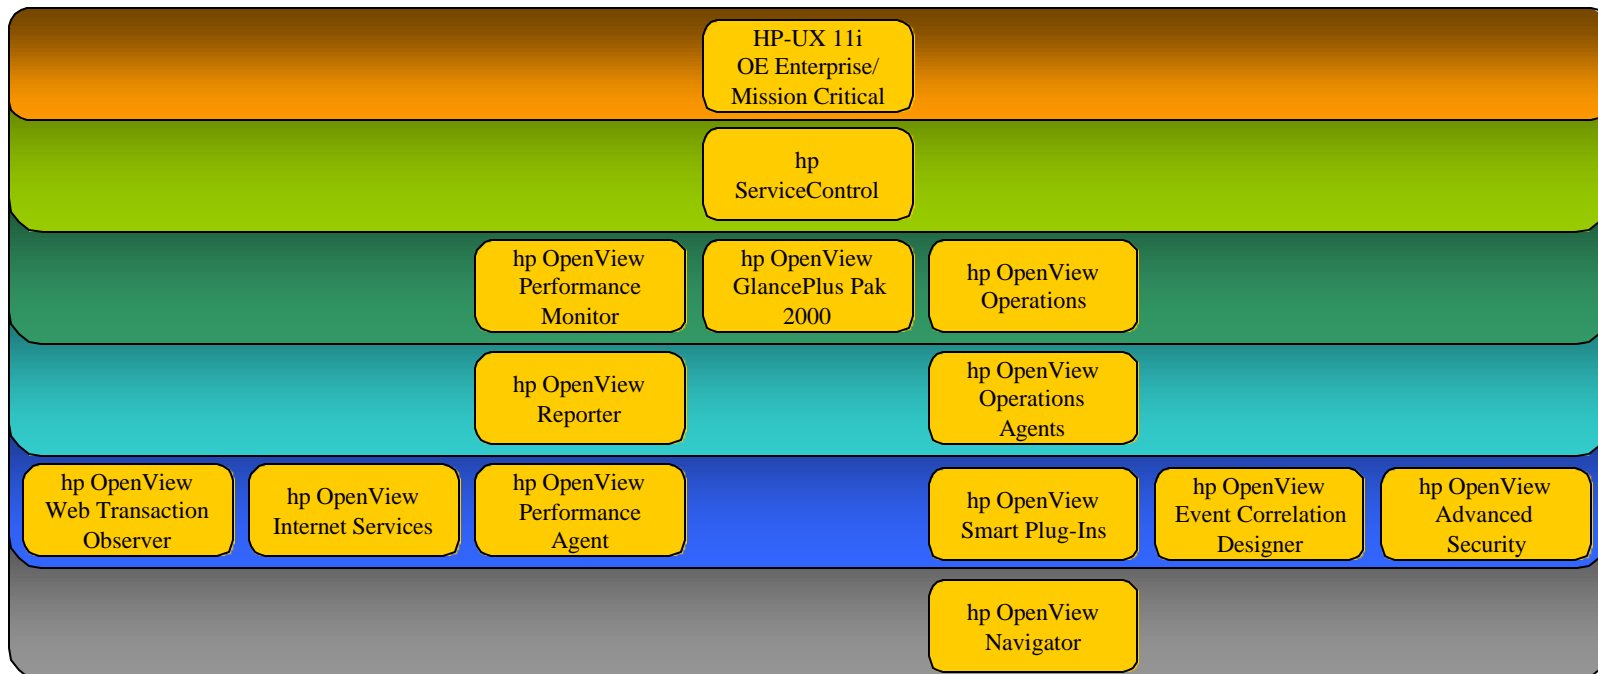 HP-UX 11i
OE Enterprise/
Mission Critical
hp
ServiceControl
hp OpenView
Performance
Monitor
hp OpenView
GlancePlus Pak
2000
hp OpenView
Operations
hp OpenView
Reporter
hp OpenView
Operations
Agents
hp OpenView
Web Transaction
Observer
hp OpenView
Internet Services
hp OpenView
Performance
Agent
hp OpenView
Smart Plug-Ins
hp OpenView
Event Correlation
Designer
hp OpenView
Advanced
Security
hp OpenView
Navigator